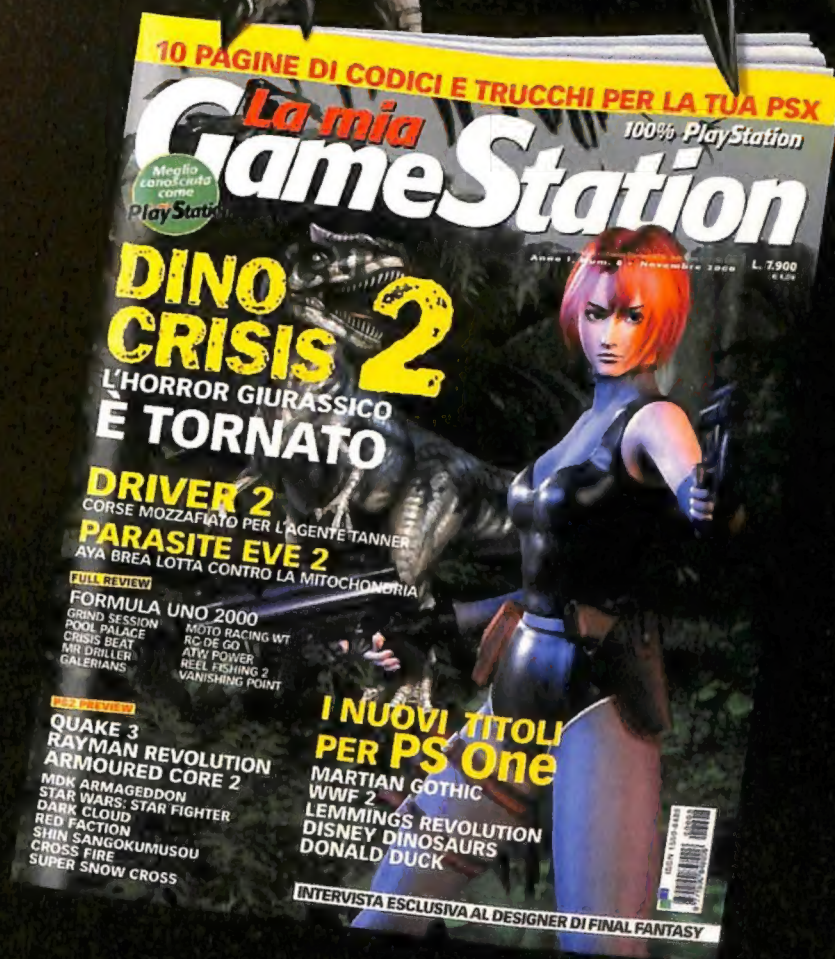 10 PAGINE DI CODICI E TRUCCHI PER LA TUA PSX
La mia
100% PlayStation
GameStation
Meglio
conosciuta
come
PlayStati
Anno I, Num. 6 - Novembre 2000
L. 7.900
DINO
CRISIS 2
L'HORROR GIURASSICO
È TORNATO
DRIVER 2
CORSE MOZZAFIATO PER L'AGENTE TANNER
PARASITE EVE 2
AYA BREA LOTTA CONTRO LA MITOCHONDRIA
FULL REVIEW
FORMULA UNO 2000
GRIND SESSION
POOL PALACE
CRISIS BEAT
MR DRILLER
GALERIANS
MOTO RACING WT
RC DE GO
ATW POWER
REEL FISHING 2
VANISHING POINT
PS2 PREVIEW
QUAKE 3
RAYMAN REVOLUTION
ARMOURED CORE 2
MDK ARMAGEDDON
STAR WARS: STAR FIGHTER
DARK CLOUD
RED FACTION
SHIN SANGOKUMUSOU
CROSS FIRE
SUPER SNOW CROSS
I NUOVI TITOLI
PER PS One
MARTIAN GOTHIC
WWF 2
LEMMINGS REVOLUTION
DISNEY DINOSAURS
DONALD DUCK
INTERVISTA ESCLUSIVA AL DESIGNER DI FINAL FANTASY